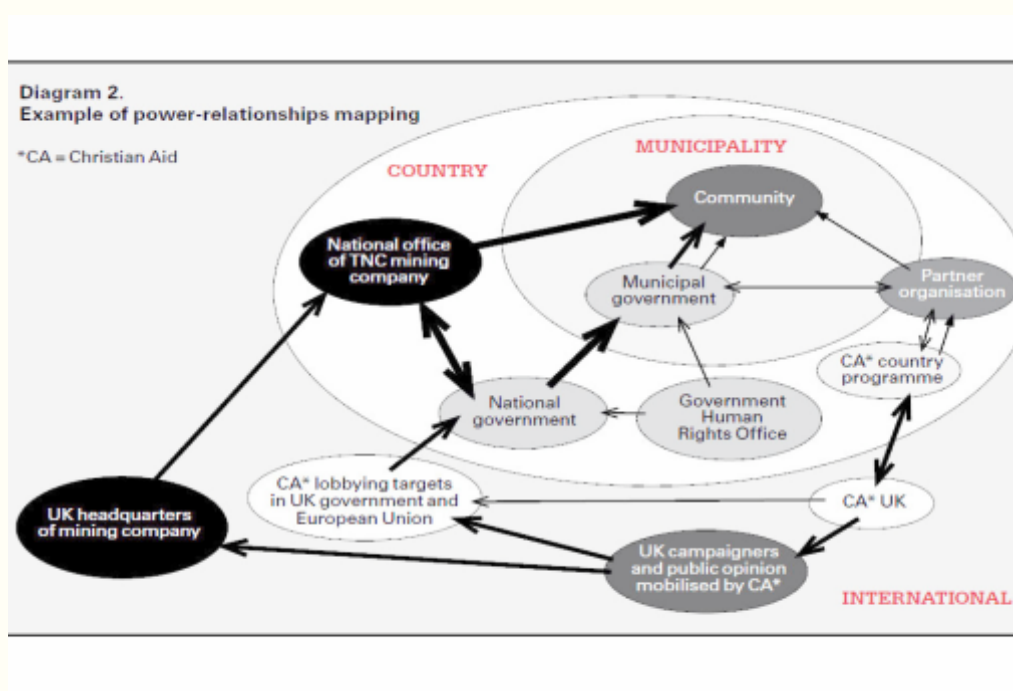 Diagram 2.
Example of power-relationships mapping
*CA = Christian Aid
COUNTRY
MUNICIPALITY
Community
National office
of TNC mining
company
Municipal
government
Partner
organisation
CA* country
programme
National
government
Government
Human
Rights Office
CA* lobbying targets
in UK government and
European Union
CA* UK
UK headquarters
of mining company
UK campaigners
and public opinion
mobilised by CA*
INTERNATIONAL